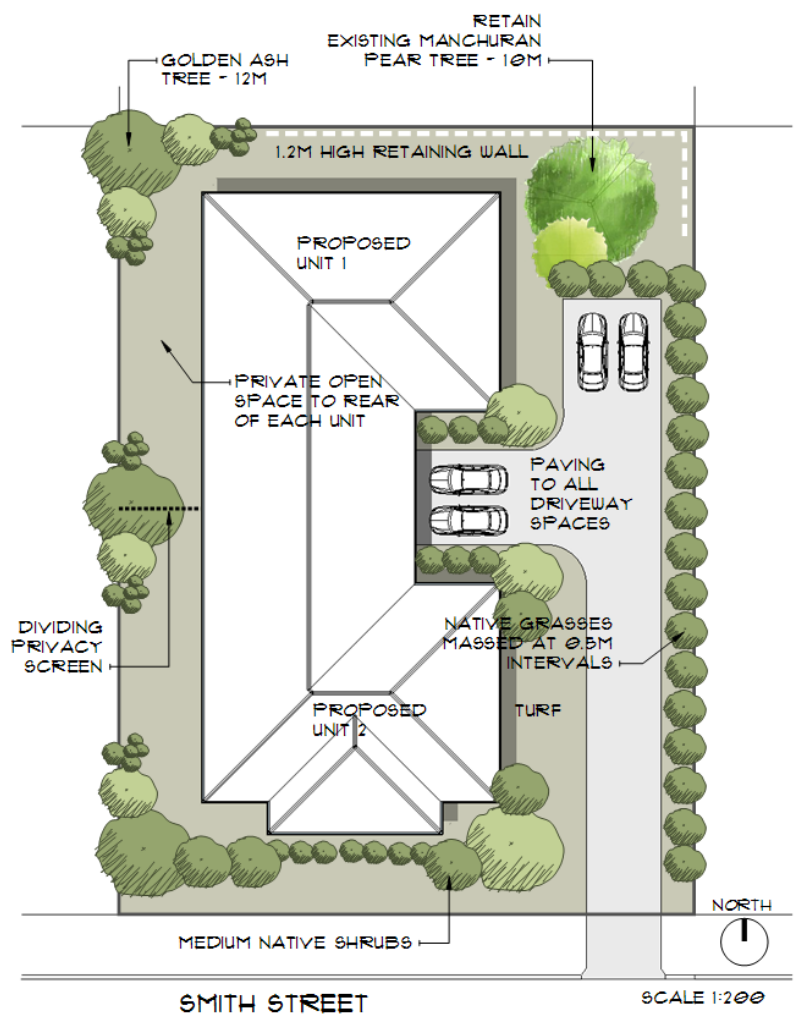 RETAIN
EXISTING MANCHURAN
PEAR TREE - 10M
GOLDEN ASH
TREE - 12M
1.2M HIGH RETAINING WALL
PROPOSED
UNIT 1
PRIVATE OPEN
SPACE TO REAR
OF EACH UNIT
PAVING
TO ALL
DRIVEWAY
SPACES
DIVIDING
PRIVACY
SCREEN
NATIVE GRASSES
MASSED AT 0.5M
INTERVALS
PROPOSED
UNIT 2
TURF
NORTH
MEDIUM NATIVE SHRUBS
SMITH STREET
SCALE 1:200